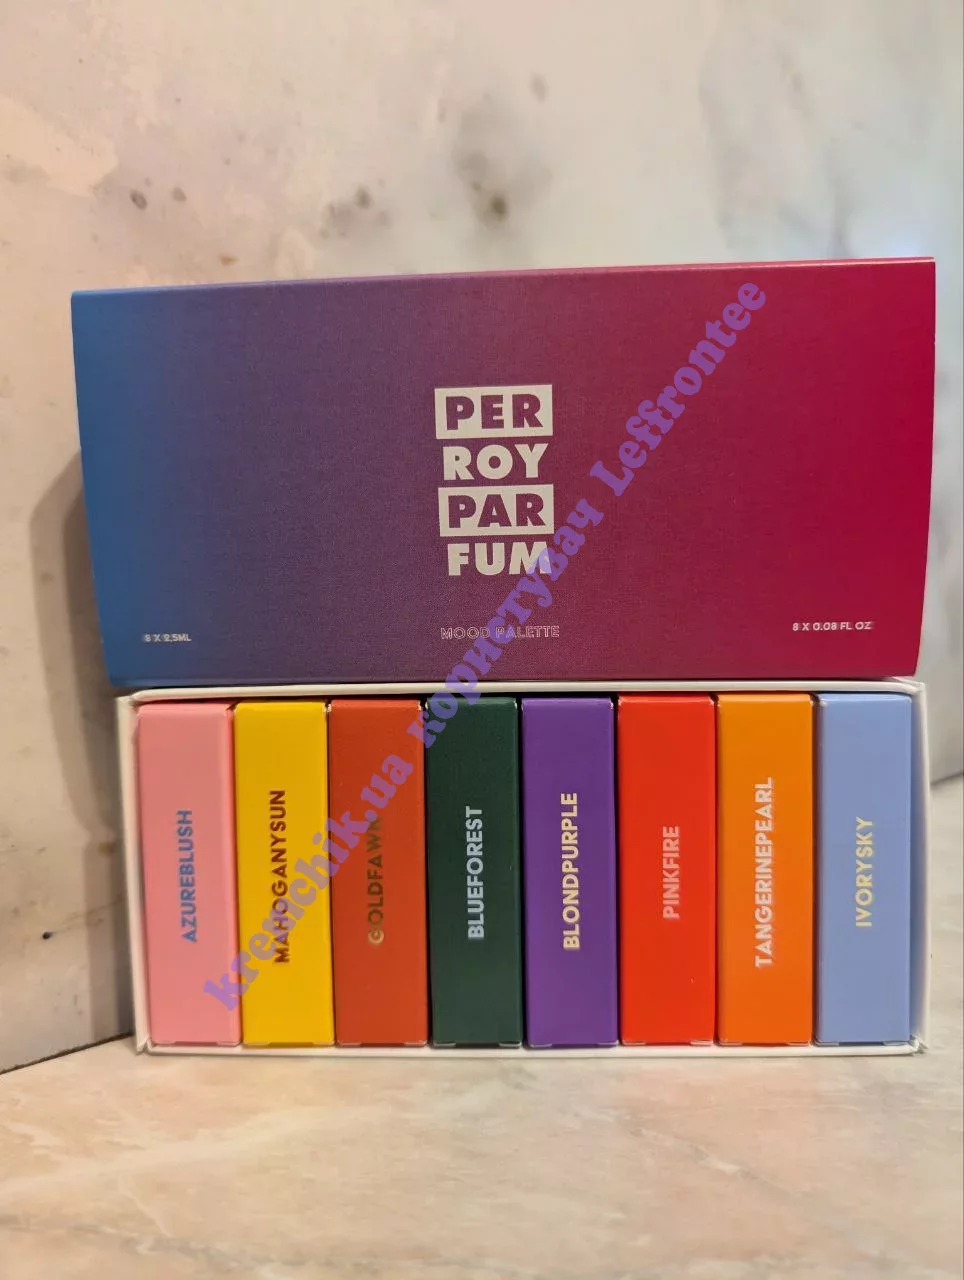 PER
ROY
PAR
FUM
MOOD PALETTE
8 X 2,5ML
8 X 0.08 FL OZ
kremchik.ua користувач Leffrontee
AZUREBLUSH
MAHOGANYSUN
GOLDFAWN
BLUEFOREST
BLONDPURPLE
PINKFIRE
TANGERINEPEARL
IVORYSKY